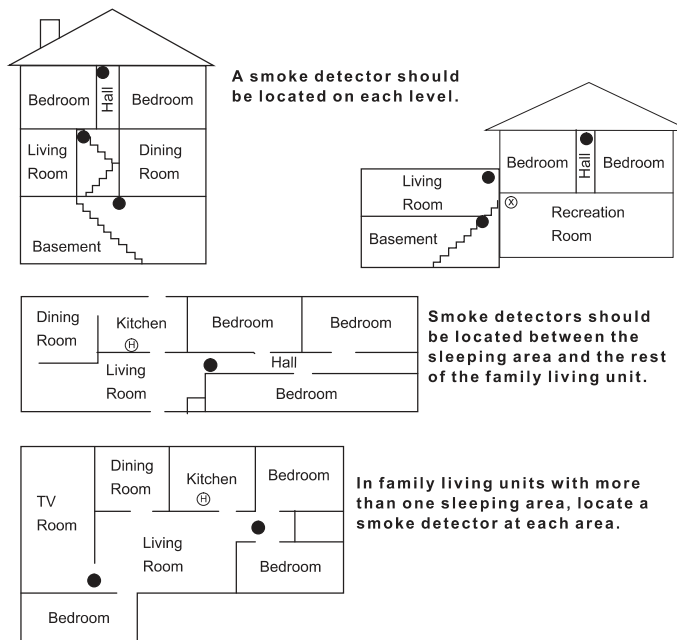 A smoke detector should
be located on each level.
Bedroom
Hall
Bedroom
Living
Room
Dining
Room
Basement
Bedroom
Hall
Bedroom
Living
Room
X
Recreation
Room
Basement
Dining
Room
Kitchen
H
Bedroom
Bedroom
Living
Room
Hall
Bedroom
Smoke detectors should
be located between the
sleeping area and the rest
of the family living unit.
TV
Room
Dining
Room
Kitchen
H
Bedroom
Living
Room
Bedroom
Bedroom
In family living units with more
than one sleeping area, locate a
smoke detector at each area.